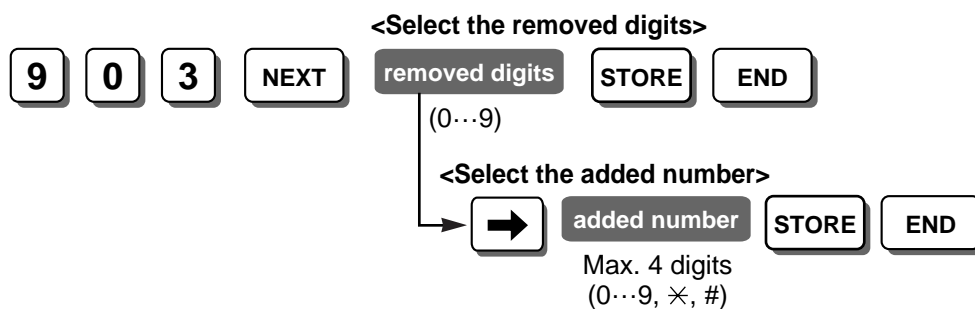 <Select the removed digits>
9 0 3 NEXT removed digits STORE END
(0···9)
<Select the added number>
➡ added number STORE END
Max. 4 digits
(0···9, ✳, #)